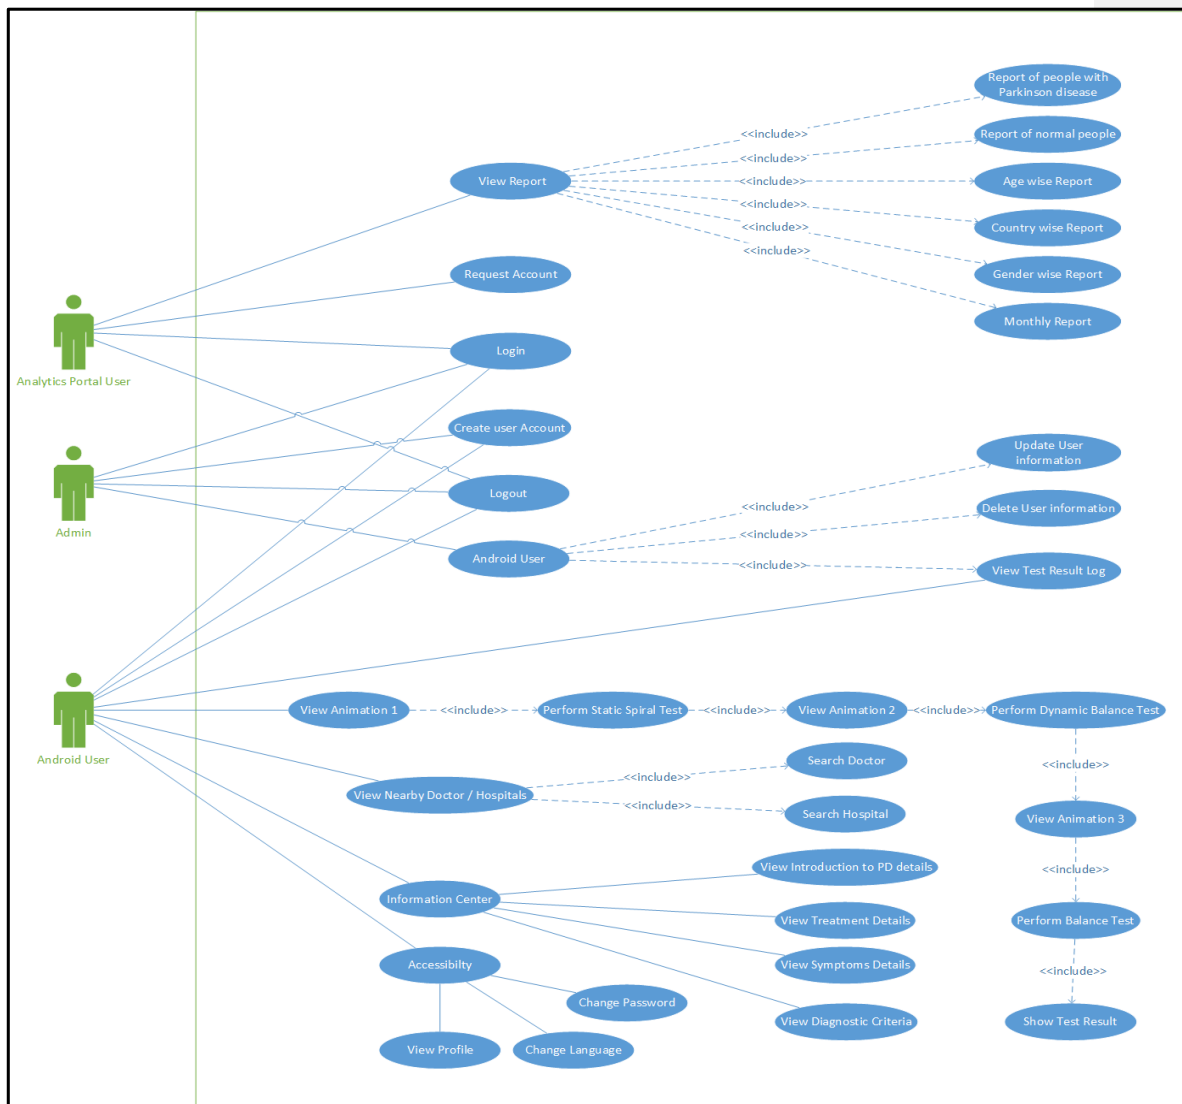 Report of people with
Parkinson disease
<<include>>
Report of normal people
<<include>>
View Report
<<include>>
Age wise Report
<<include>>
Country wise Report
<<include>>
<<include>>
Gender wise Report
Request Account
Monthly Report
Login
Analytics Portal User
Create user Account
Update User
information
Logout
<<include>>
Delete User information
Admin
<<include>>
Android User
<<include>>
View Test Result Log
View Animation 1
<<include>>
Perform Static Spiral Test
<<include>>
View Animation 2
<<include>>
Perform Dynamic Balance Test
Android User
Search Doctor
<<include>>
<<include>>
View Nearby Doctor / Hospitals
<<include>>
Search Hospital
View Animation 3
View Introduction to PD details
<<include>>
Information Center
View Treatment Details
Perform Balance Test
Accessibilty
View Symptoms Details
<<include>>
Change Password
View Diagnostic Criteria
Show Test Result
View Profile
Change Language